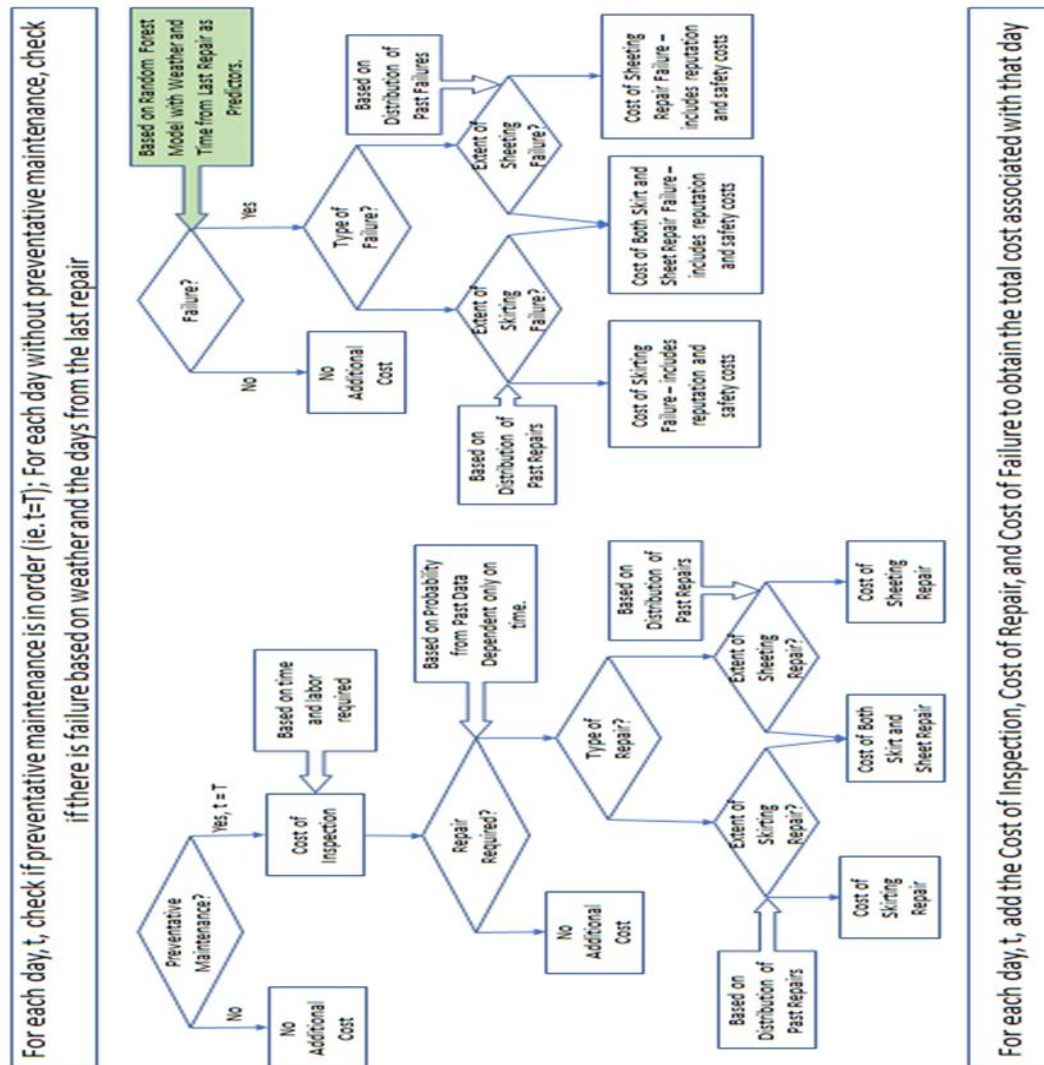 For each day, t, check if preventative maintenance is in order (ie. t=T); For each day without preventative maintenance, check
if there is failure based on weather and the days from the last repair
Preventative
Maintenance?
No
Yes, t = T
No
Additional
Cost
Cost of
Inspection
Based on time
and labor
required
Repair
Required?
Based on Probability
from Past Data
Dependent only on
time.
No
Additional
Cost
Type of
Repair?
Based on
Distribution of
Past Repairs
Extent of
Skirting
Repair?
Extent of
Sheeting
Repair?
Based on
Distribution of
Past Repairs
Cost of
Skirting
Repair
Cost of Both
Skirt and
Sheet Repair
Cost of
Sheeting
Repair
Failure?
Based on Random Forest
Model with Weather and
Time from Last Repair as
Predictors.
No
Yes
No
Additional
Cost
Type of
Failure?
Based on
Distribution of
Past Repairs
Extent of
Skirting
Failure?
Extent of
Sheeting
Failure?
Based on
Distribution of
Past Failures
Cost of Skirting
Failure – includes
reputation and
safety costs
Cost of Both Skirt and
Sheet Repair Failure –
includes reputation
and safety costs
Cost of Sheeting
Repair Failure –
includes reputation
and safety costs
For each day, t, add the Cost of Inspection, Cost of Repair, and Cost of Failure to obtain the total cost associated with that day